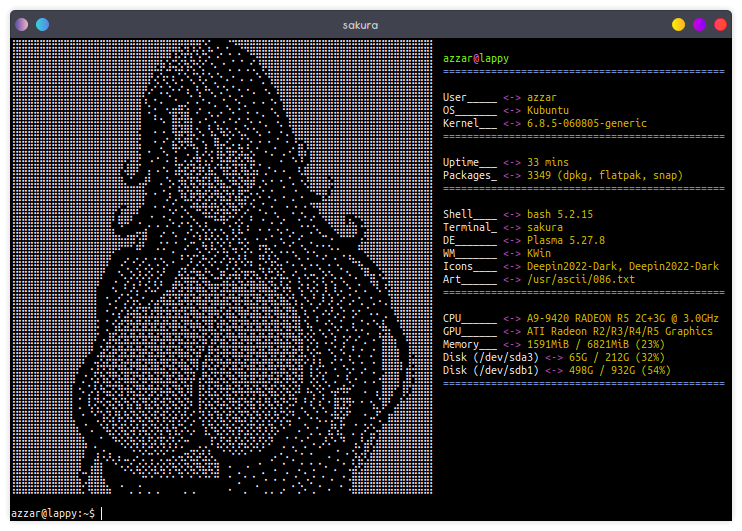 sakura
azzar@lappy
==============================================
User_____ <-> azzar
OS_______ <-> Kubuntu
Kernel___ <-> 6.8.5-060805-generic
==============================================
Uptime___ <-> 33 mins
Packages_ <-> 3349 (dpkg, flatpak, snap)
==============================================
Shell____ <-> bash 5.2.15
Terminal_ <-> sakura
DE_______ <-> Plasma 5.27.8
WM_______ <-> KWin
Icons____ <-> Deepin2022-Dark, Deepin2022-Dark
Art______ <-> /usr/ascii/086.txt
==============================================
CPU______ <-> A9-9420 RADEON R5 2C+3G @ 3.0GHz
GPU______ <-> ATI Radeon R2/R3/R4/R5 Graphics
Memory___ <-> 1591MiB / 6821MiB (23%)
Disk (/dev/sda3) <-> 65G / 212G (32%)
Disk (/dev/sdb1) <-> 498G / 932G (54%)
==============================================
azzar@lappy:~$